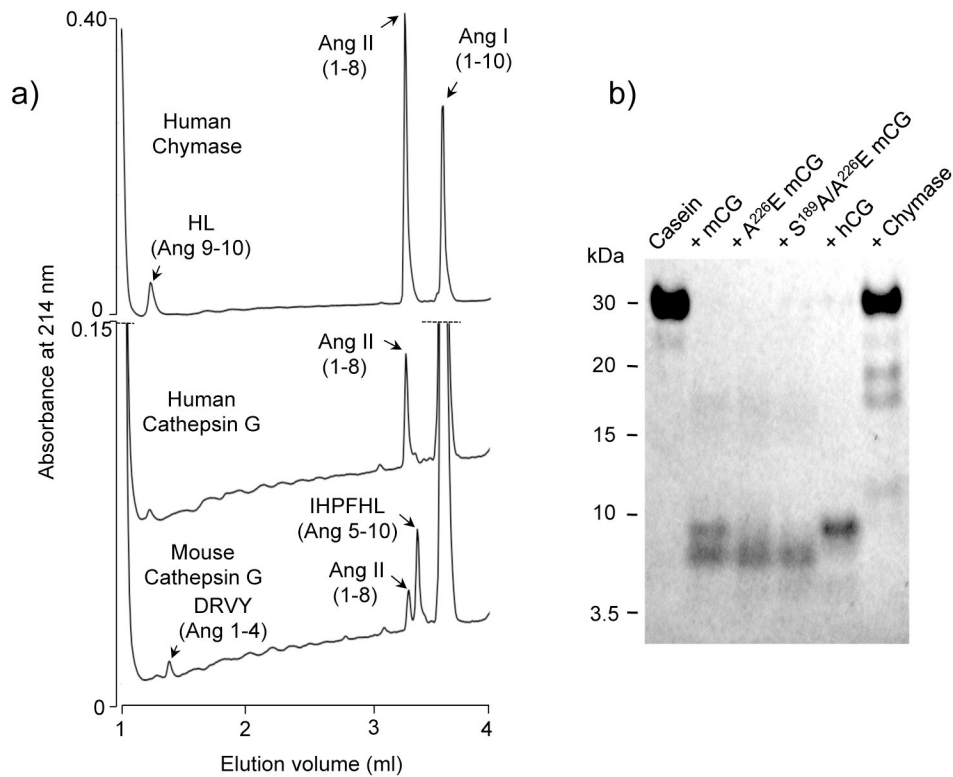 a)
0.40
Ang II
(1-8)
Ang I
(1-10)
Human
Chymase
HL
(Ang 9-10)
0
0.15
Ang II
(1-8)
Human
Cathepsin G
IHPFHL
(Ang 5-10)
Mouse
Cathepsin G
Ang II
(1-8)
DRVY
(Ang 1-4)
0
1 2 3 4
Elution volume (ml)
Absorbance at 214 nm
b)
Casein
+ mCG
+ A²²⁶E mCG
+ S¹⁸⁹A/A²²⁶E mCG
+ hCG
+ Chymase
kDa
30
20
15
10
3.5